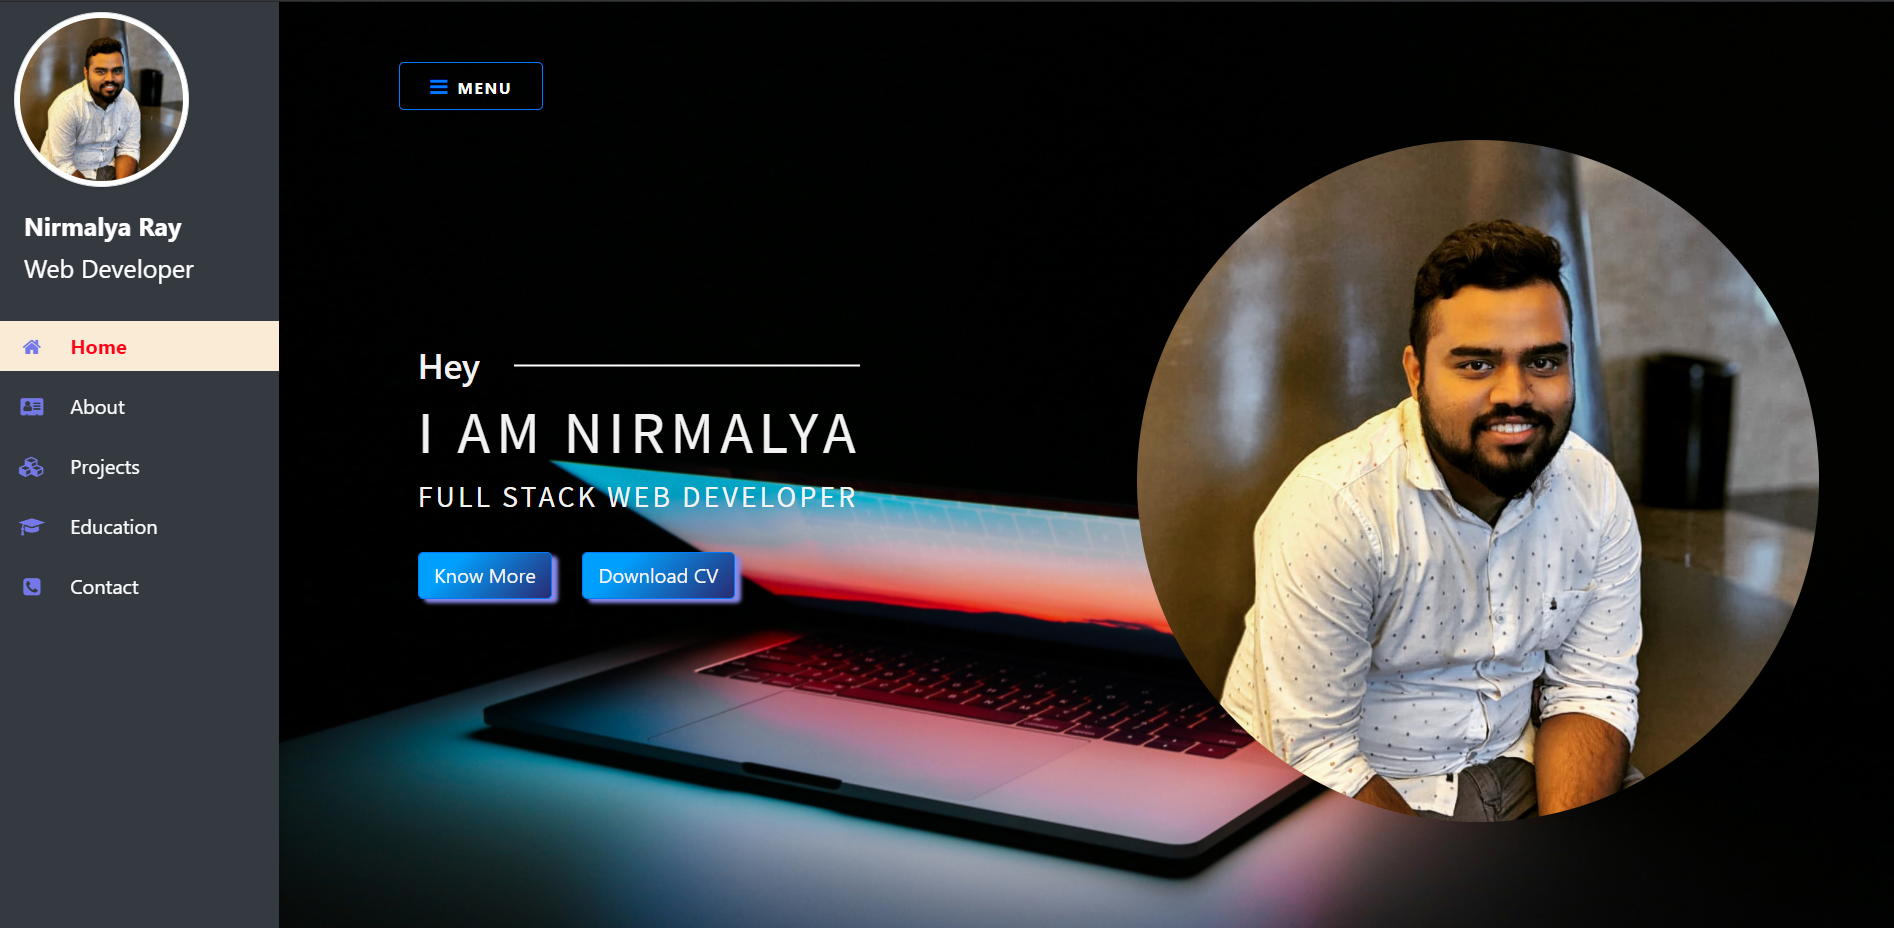 Nirmalya Ray
Web Developer
Home
About
Projects
Education
Contact
MENU
Hey
I AM NIRMALYA
FULL STACK WEB DEVELOPER
Know More
Download CV